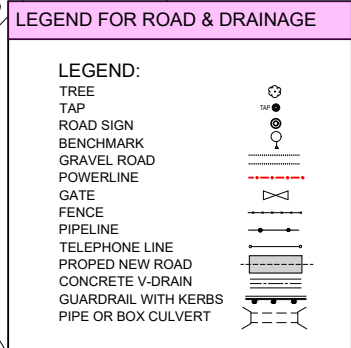 LEGEND FOR ROAD & DRAINAGE
LEGEND:
TREE
TAP TAP
ROAD SIGN
BENCHMARK
GRAVEL ROAD
POWERLINE
GATE
FENCE
PIPELINE
TELEPHONE LINE
PROPED NEW ROAD
CONCRETE V-DRAIN
GUARDRAIL WITH KERBS
PIPE OR BOX CULVERT